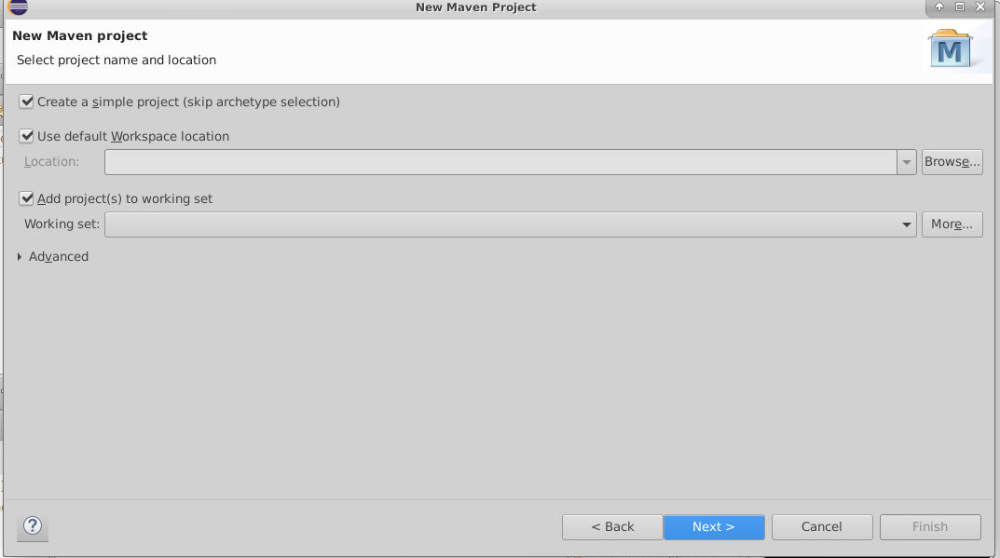 New Maven Project
New Maven project
Select project name and location
M
Create a simple project (skip archetype selection)
Use default Workspace location
Location:
Browse...
Add project(s) to working set
Working set:
More...
Advanced
?
< Back
Next >
Cancel
Finish